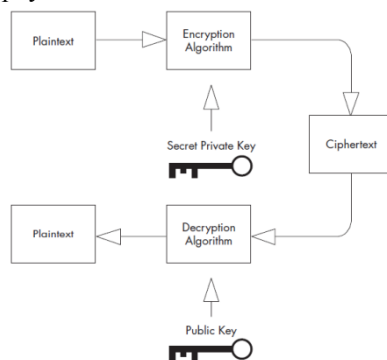 Plaintext
Encryption
Algorithm
Secret Private Key
Ciphertext
Plaintext
Decryption
Algorithm
Public Key